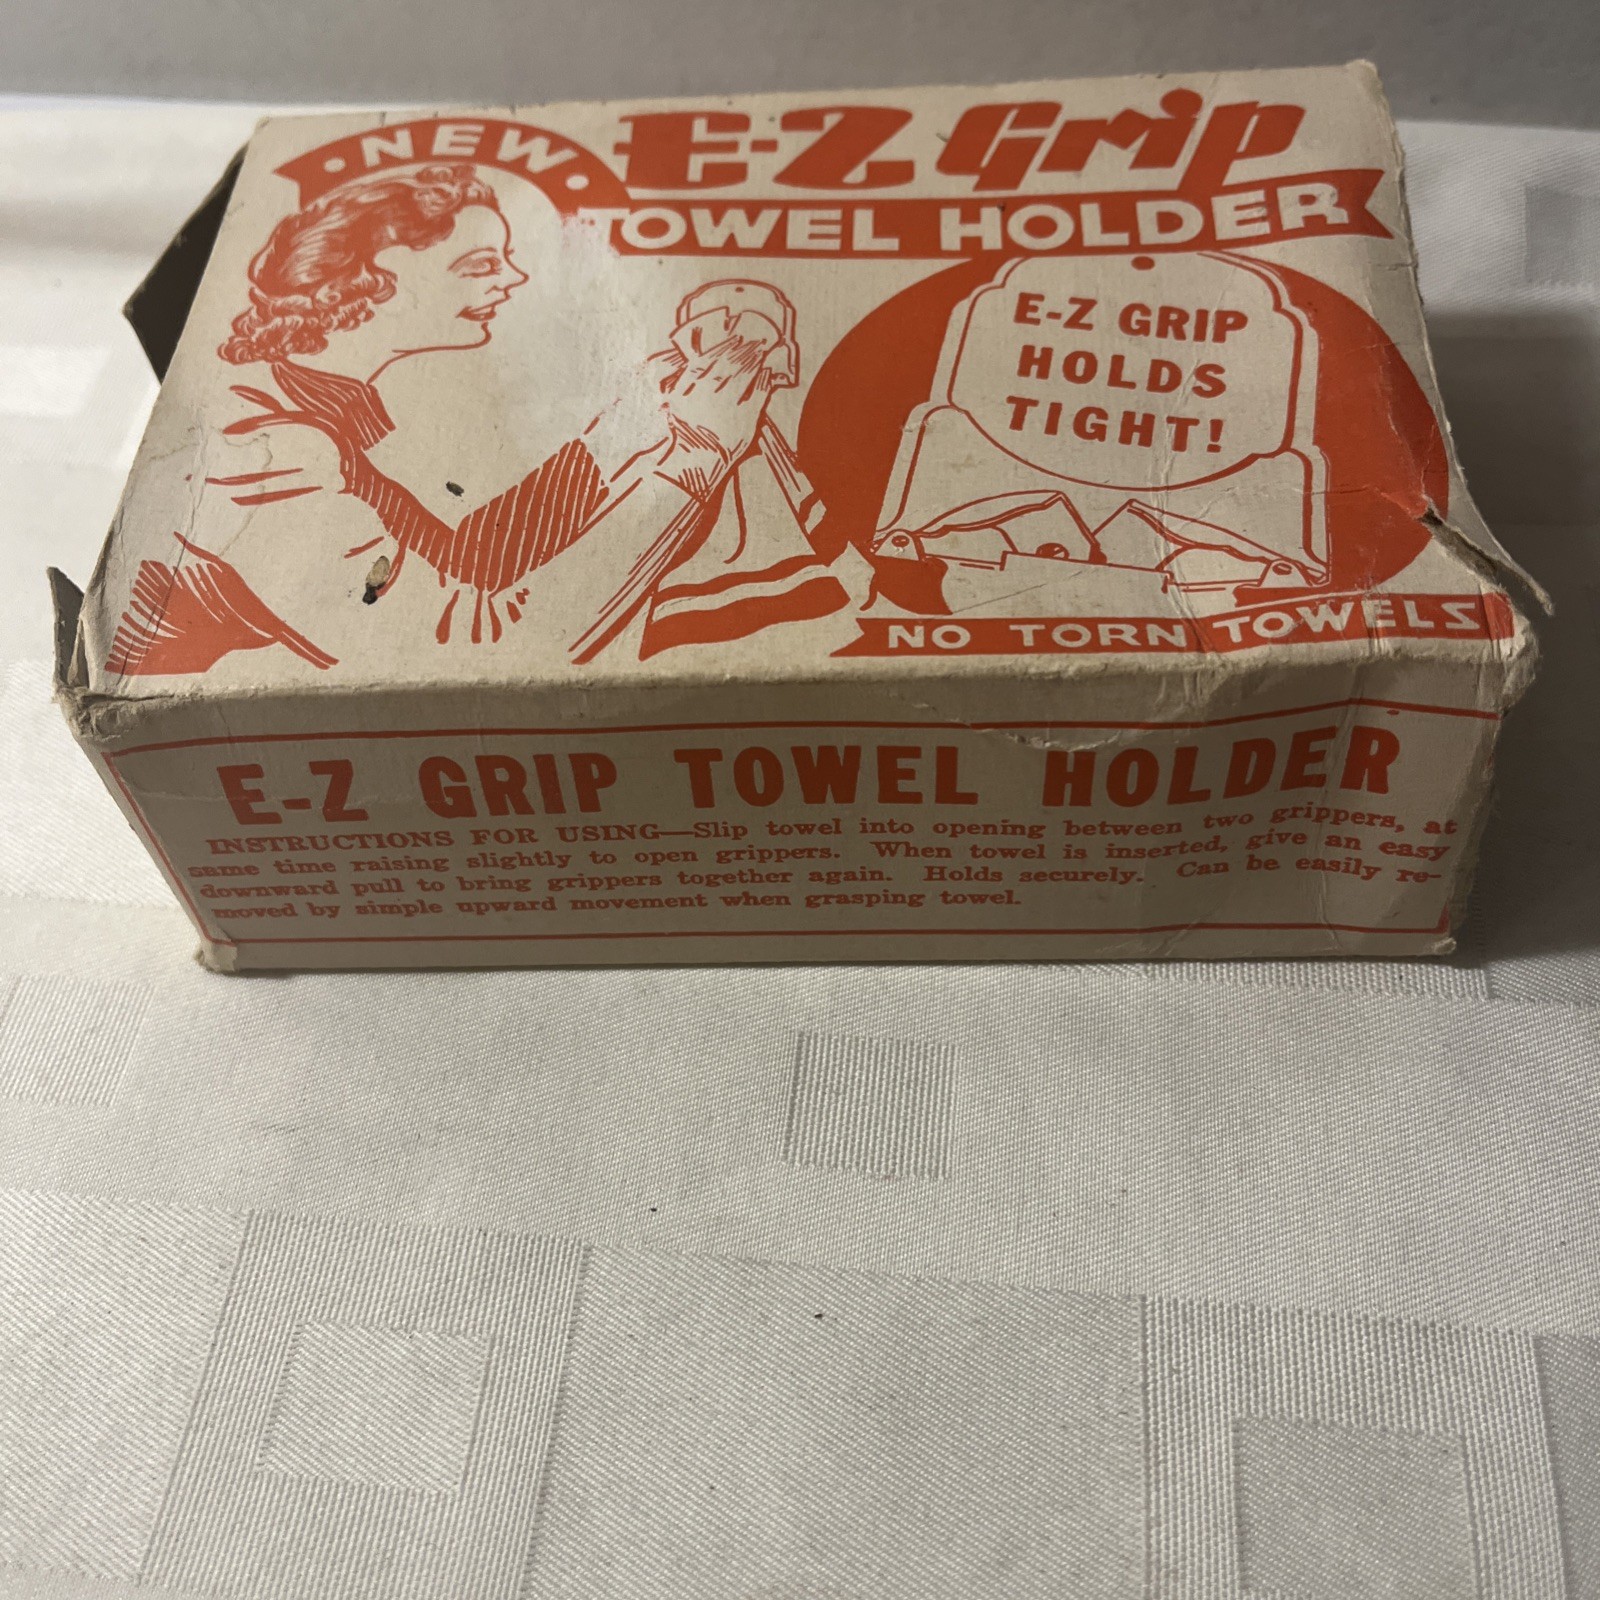 • NEW •
E-Z Grip
TOWEL HOLDER
E-Z GRIP
HOLDS
TIGHT!
NO TORN TOWELS
E-Z GRIP TOWEL HOLDER
INSTRUCTIONS FOR USING—Slip towel into opening between two grippers, at
same time raising slightly to open grippers. When towel is inserted, give an easy
downward pull to bring grippers together again. Holds securely. Can be easily re-
moved by simple upward movement when grasping towel.